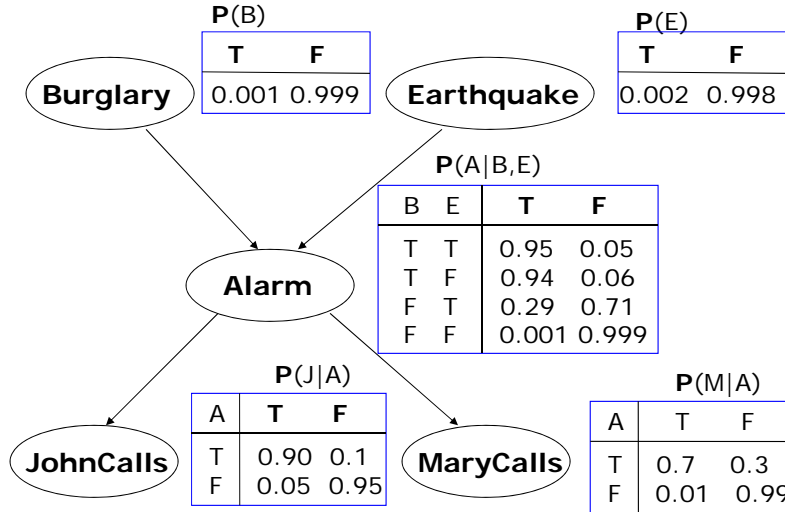 P(B)
T F
0.001 0.999
Burglary
P(E)
T F
0.002 0.998
Earthquake
P(A|B,E)
B E T F
T T 0.95 0.05
T F 0.94 0.06
F T 0.29 0.71
F F 0.001 0.999
Alarm
P(J|A)
A T F
T 0.90 0.1
F 0.05 0.95
JohnCalls
P(M|A)
A T F
T 0.7 0.3
F 0.01 0.99
MaryCalls